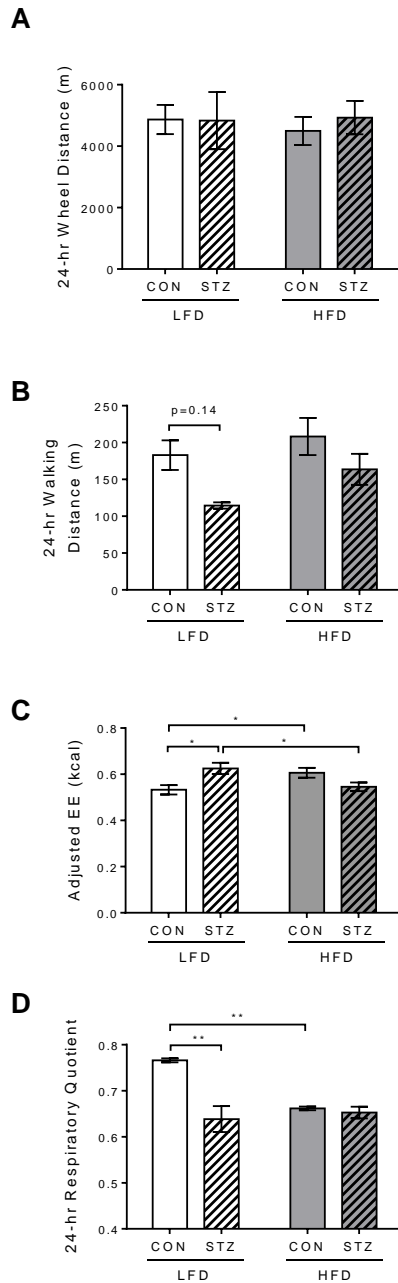 A
24-hr Wheel Distance (m)
6000
4000
2000
0
CON STZ CON STZ
LFD HFD
B
24-hr Walking
Distance (m)
250
200
150
100
50
0
p=0.14
CON STZ CON STZ
LFD HFD
C
Adjusted EE (kcal)
0.8
0.6
0.4
0.2
0.0
*
* *
CON STZ CON STZ
LFD HFD
D
24-hr Respiratory Quotient
0.8
0.7
0.6
0.5
0.4
**
**
CON STZ CON STZ
LFD HFD